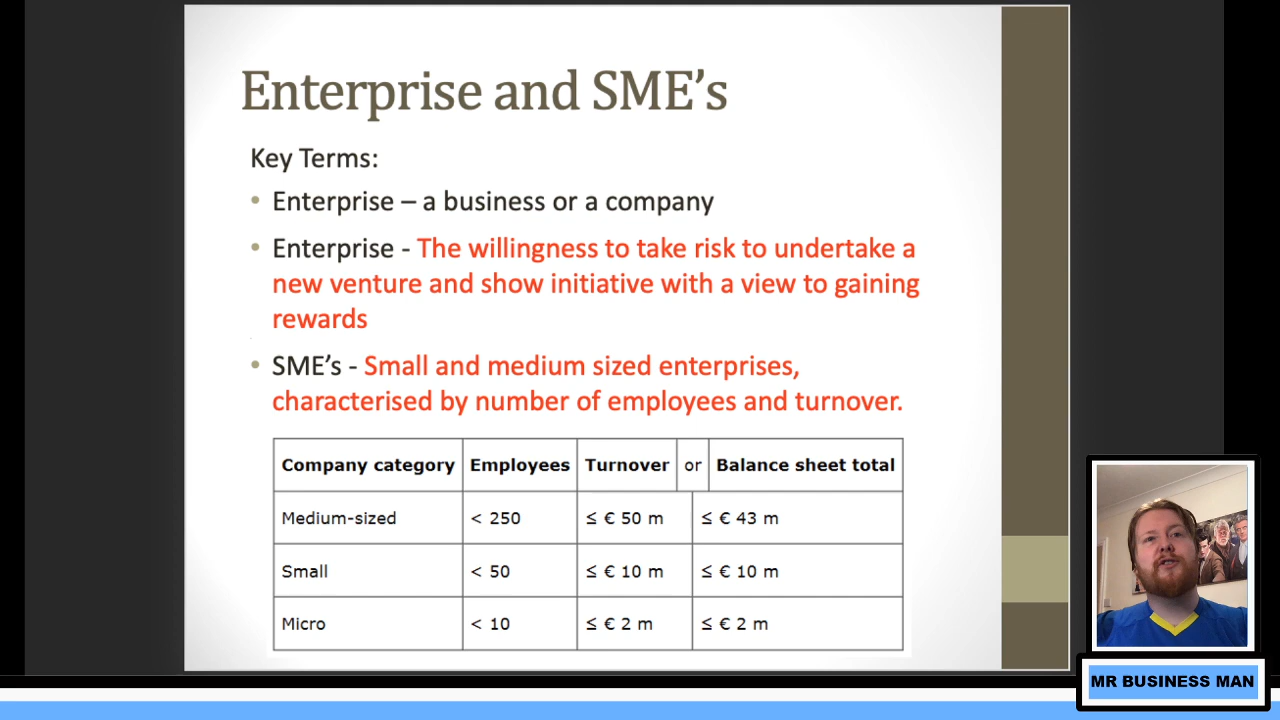 Enterprise and SME’s
Key Terms:
• Enterprise – a business or a company
• Enterprise - The willingness to take risk to undertake a
new venture and show initiative with a view to gaining
rewards
• SME’s - Small and medium sized enterprises,
characterised by number of employees and turnover.
Company category Employees Turnover or Balance sheet total
Medium-sized < 250 ≤ € 50 m ≤ € 43 m
Small < 50 ≤ € 10 m ≤ € 10 m
Micro < 10 ≤ € 2 m ≤ € 2 m
MR BUSINESS MAN